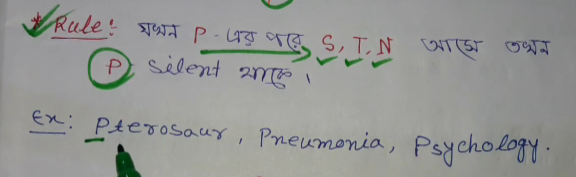 * Rule: যখন P-এর পরে S, T, N আসে তখন
P silent থাকে।
Ex: Pterosaur, Pneumonia, Psychology.